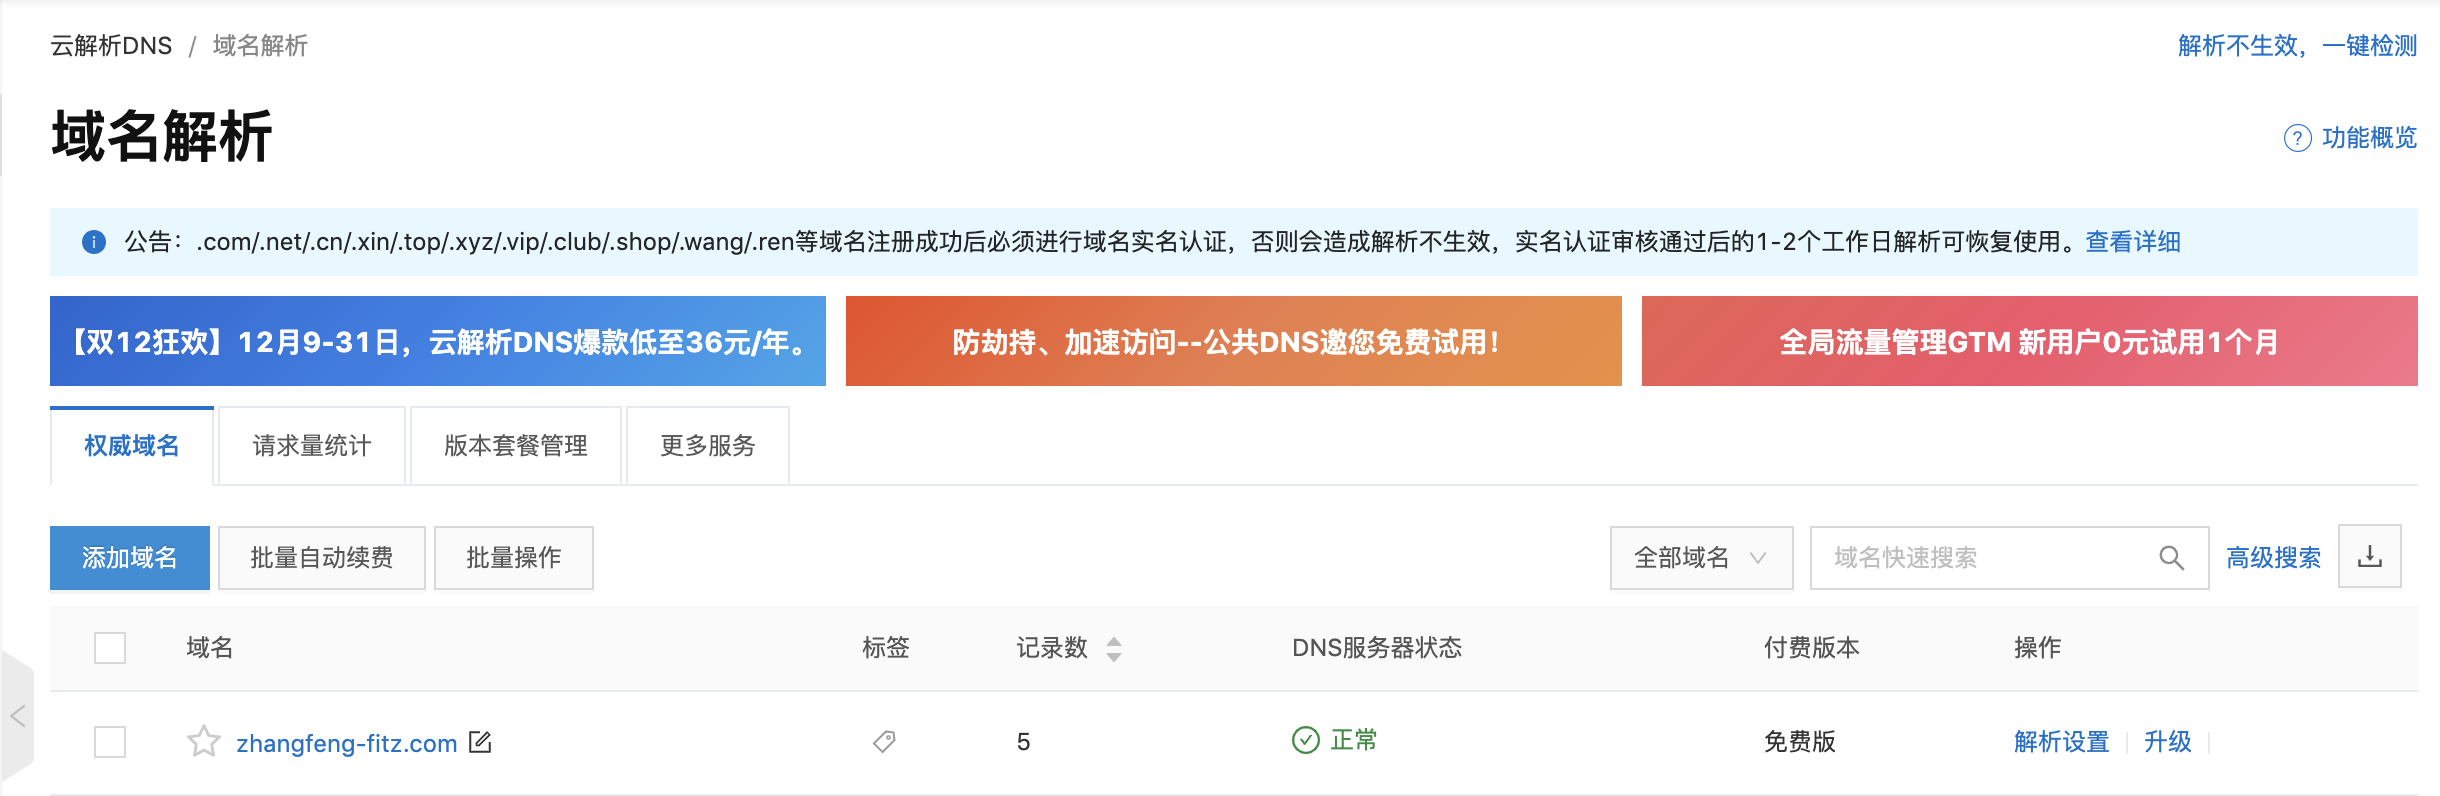 云解析DNS / 域名解析
解析不生效，一键检测
域名解析
? 功能概览
公告：.com/.net/.cn/.xin/.top/.xyz/.vip/.club/.shop/.wang/.ren等域名注册成功后必须进行域名实名认证，否则会造成解析不生效，实名认证审核通过后的1-2个工作日解析可恢复使用。查看详细
【双12狂欢】12月9-31日，云解析DNS爆款低至36元/年。
防劫持、加速访问--公共DNS邀您免费试用！
全局流量管理GTM 新用户0元试用1个月
权威域名 请求量统计 版本套餐管理 更多服务
添加域名 批量自动续费 批量操作 全部域名 域名快速搜索 高级搜索
域名 标签 记录数 DNS服务器状态 付费版本 操作
zhangfeng-fitz.com 5 正常 免费版 解析设置 升级